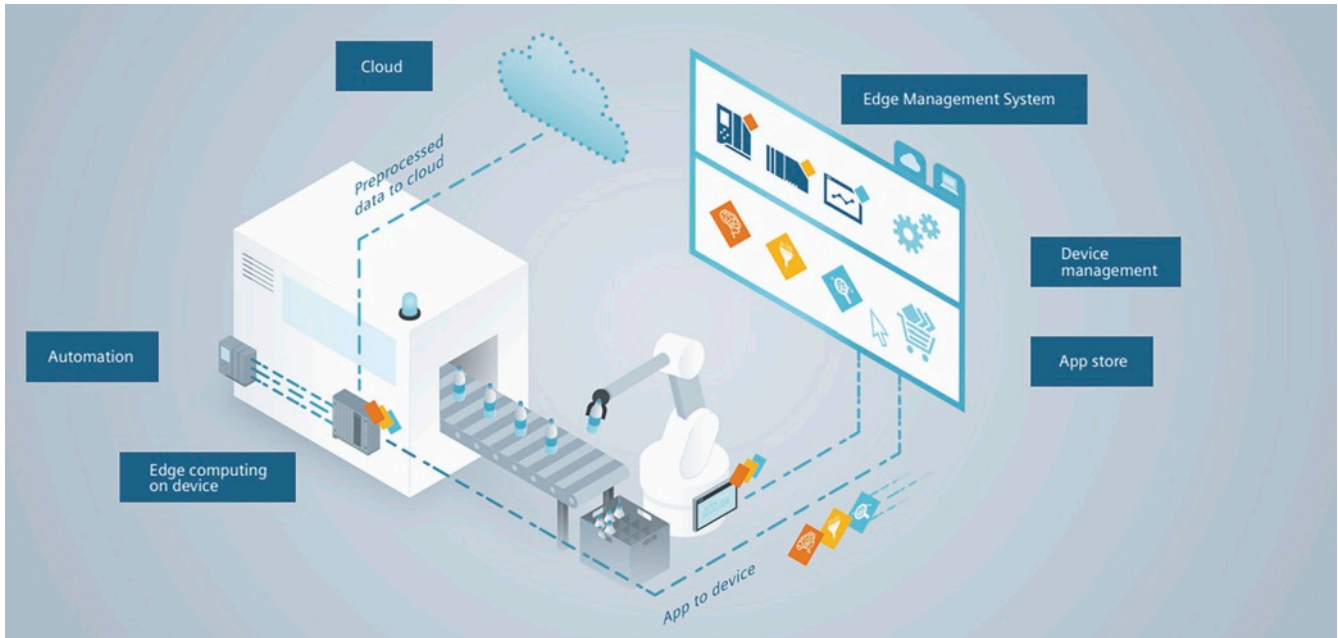 Cloud
Edge Management System
Preprocessed
data to cloud
Device
management
Automation
App store
Edge computing
on device
App to device